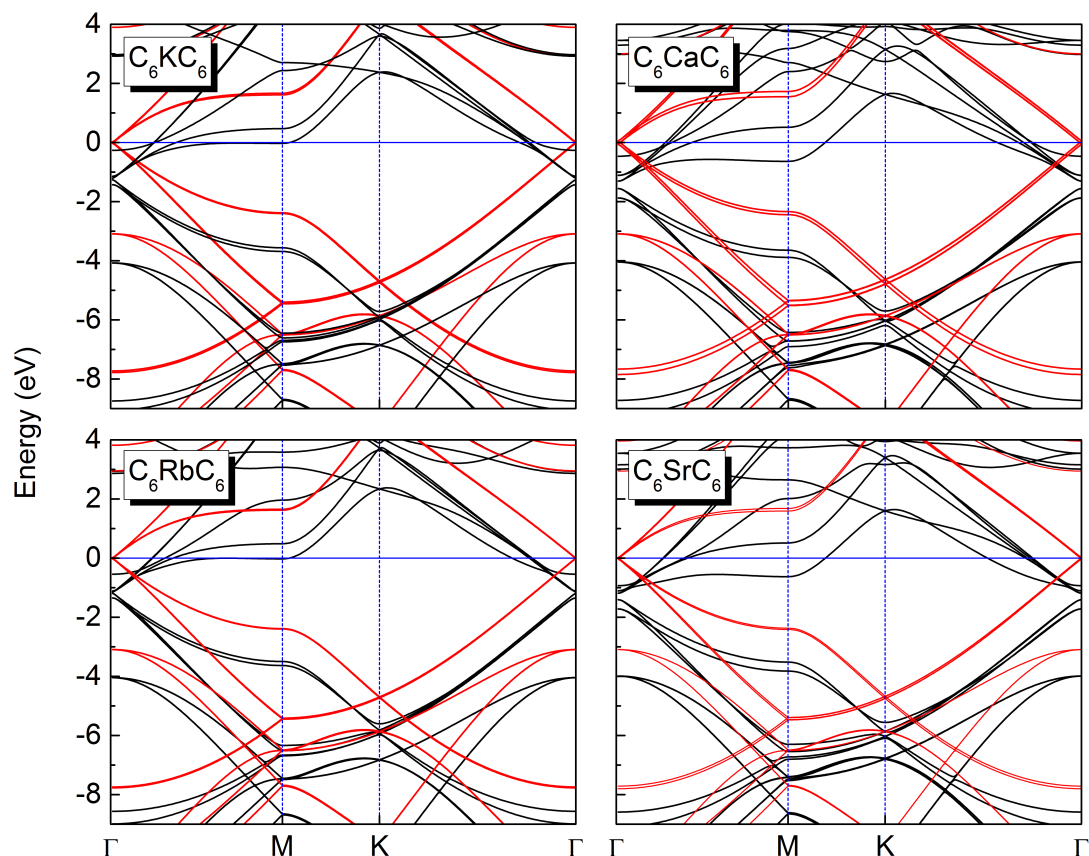 4
2
0
-2
-4
-6
-8
C₆KC₆
C₆CaC₆
Energy (eV)
4
2
0
-2
-4
-6
-8
C₆RbC₆
C₆SrC₆
Γ M K Γ M K Γ